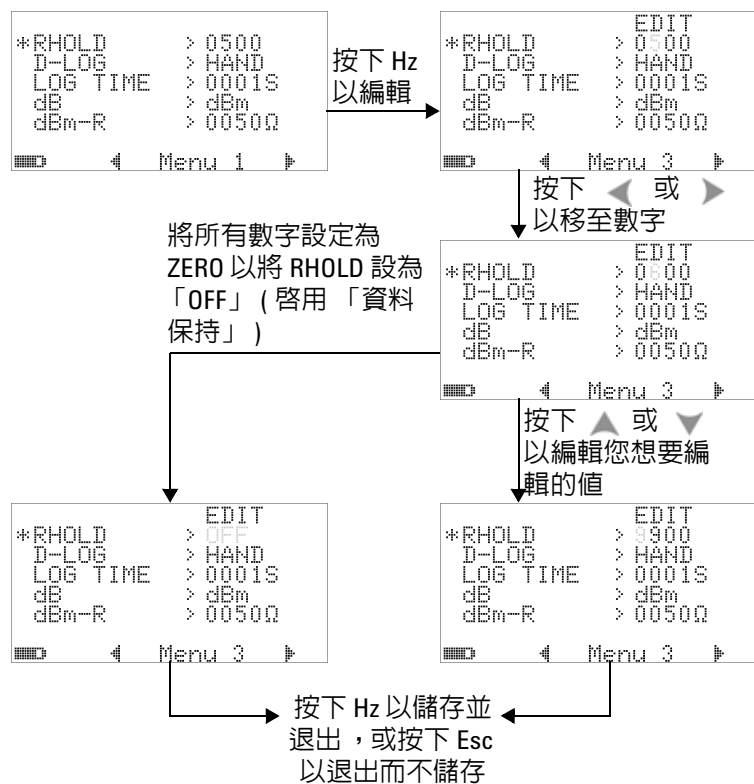 *RHOLD > 0500
D-LOG > HAND
LOG TIME > 0001S
dB > dBm
dBm-R > 0050Ω
Menu 1
按下 Hz
以編輯
EDIT
*RHOLD > 0500
D-LOG > HAND
LOG TIME > 0001S
dB > dBm
dBm-R > 0050Ω
Menu 3
按下 ◀ 或 ▶
以移至數字
將所有數字設定為
ZERO 以將 RHOLD 設為
「OFF」 ( 啓用 「資料
保持」 )
EDIT
*RHOLD > 0600
D-LOG > HAND
LOG TIME > 0001S
dB > dBm
dBm-R > 0050Ω
Menu 3
按下 ▲ 或 ▼
以編輯您想要編
輯的值
EDIT
*RHOLD > OFF
D-LOG > HAND
LOG TIME > 0001S
dB > dBm
dBm-R > 0050Ω
Menu 3
EDIT
*RHOLD > 9900
D-LOG > HAND
LOG TIME > 0001S
dB > dBm
dBm-R > 0050Ω
Menu 3
按下 Hz 以儲存並
退出 ，或按下 Esc
以退出而不儲存